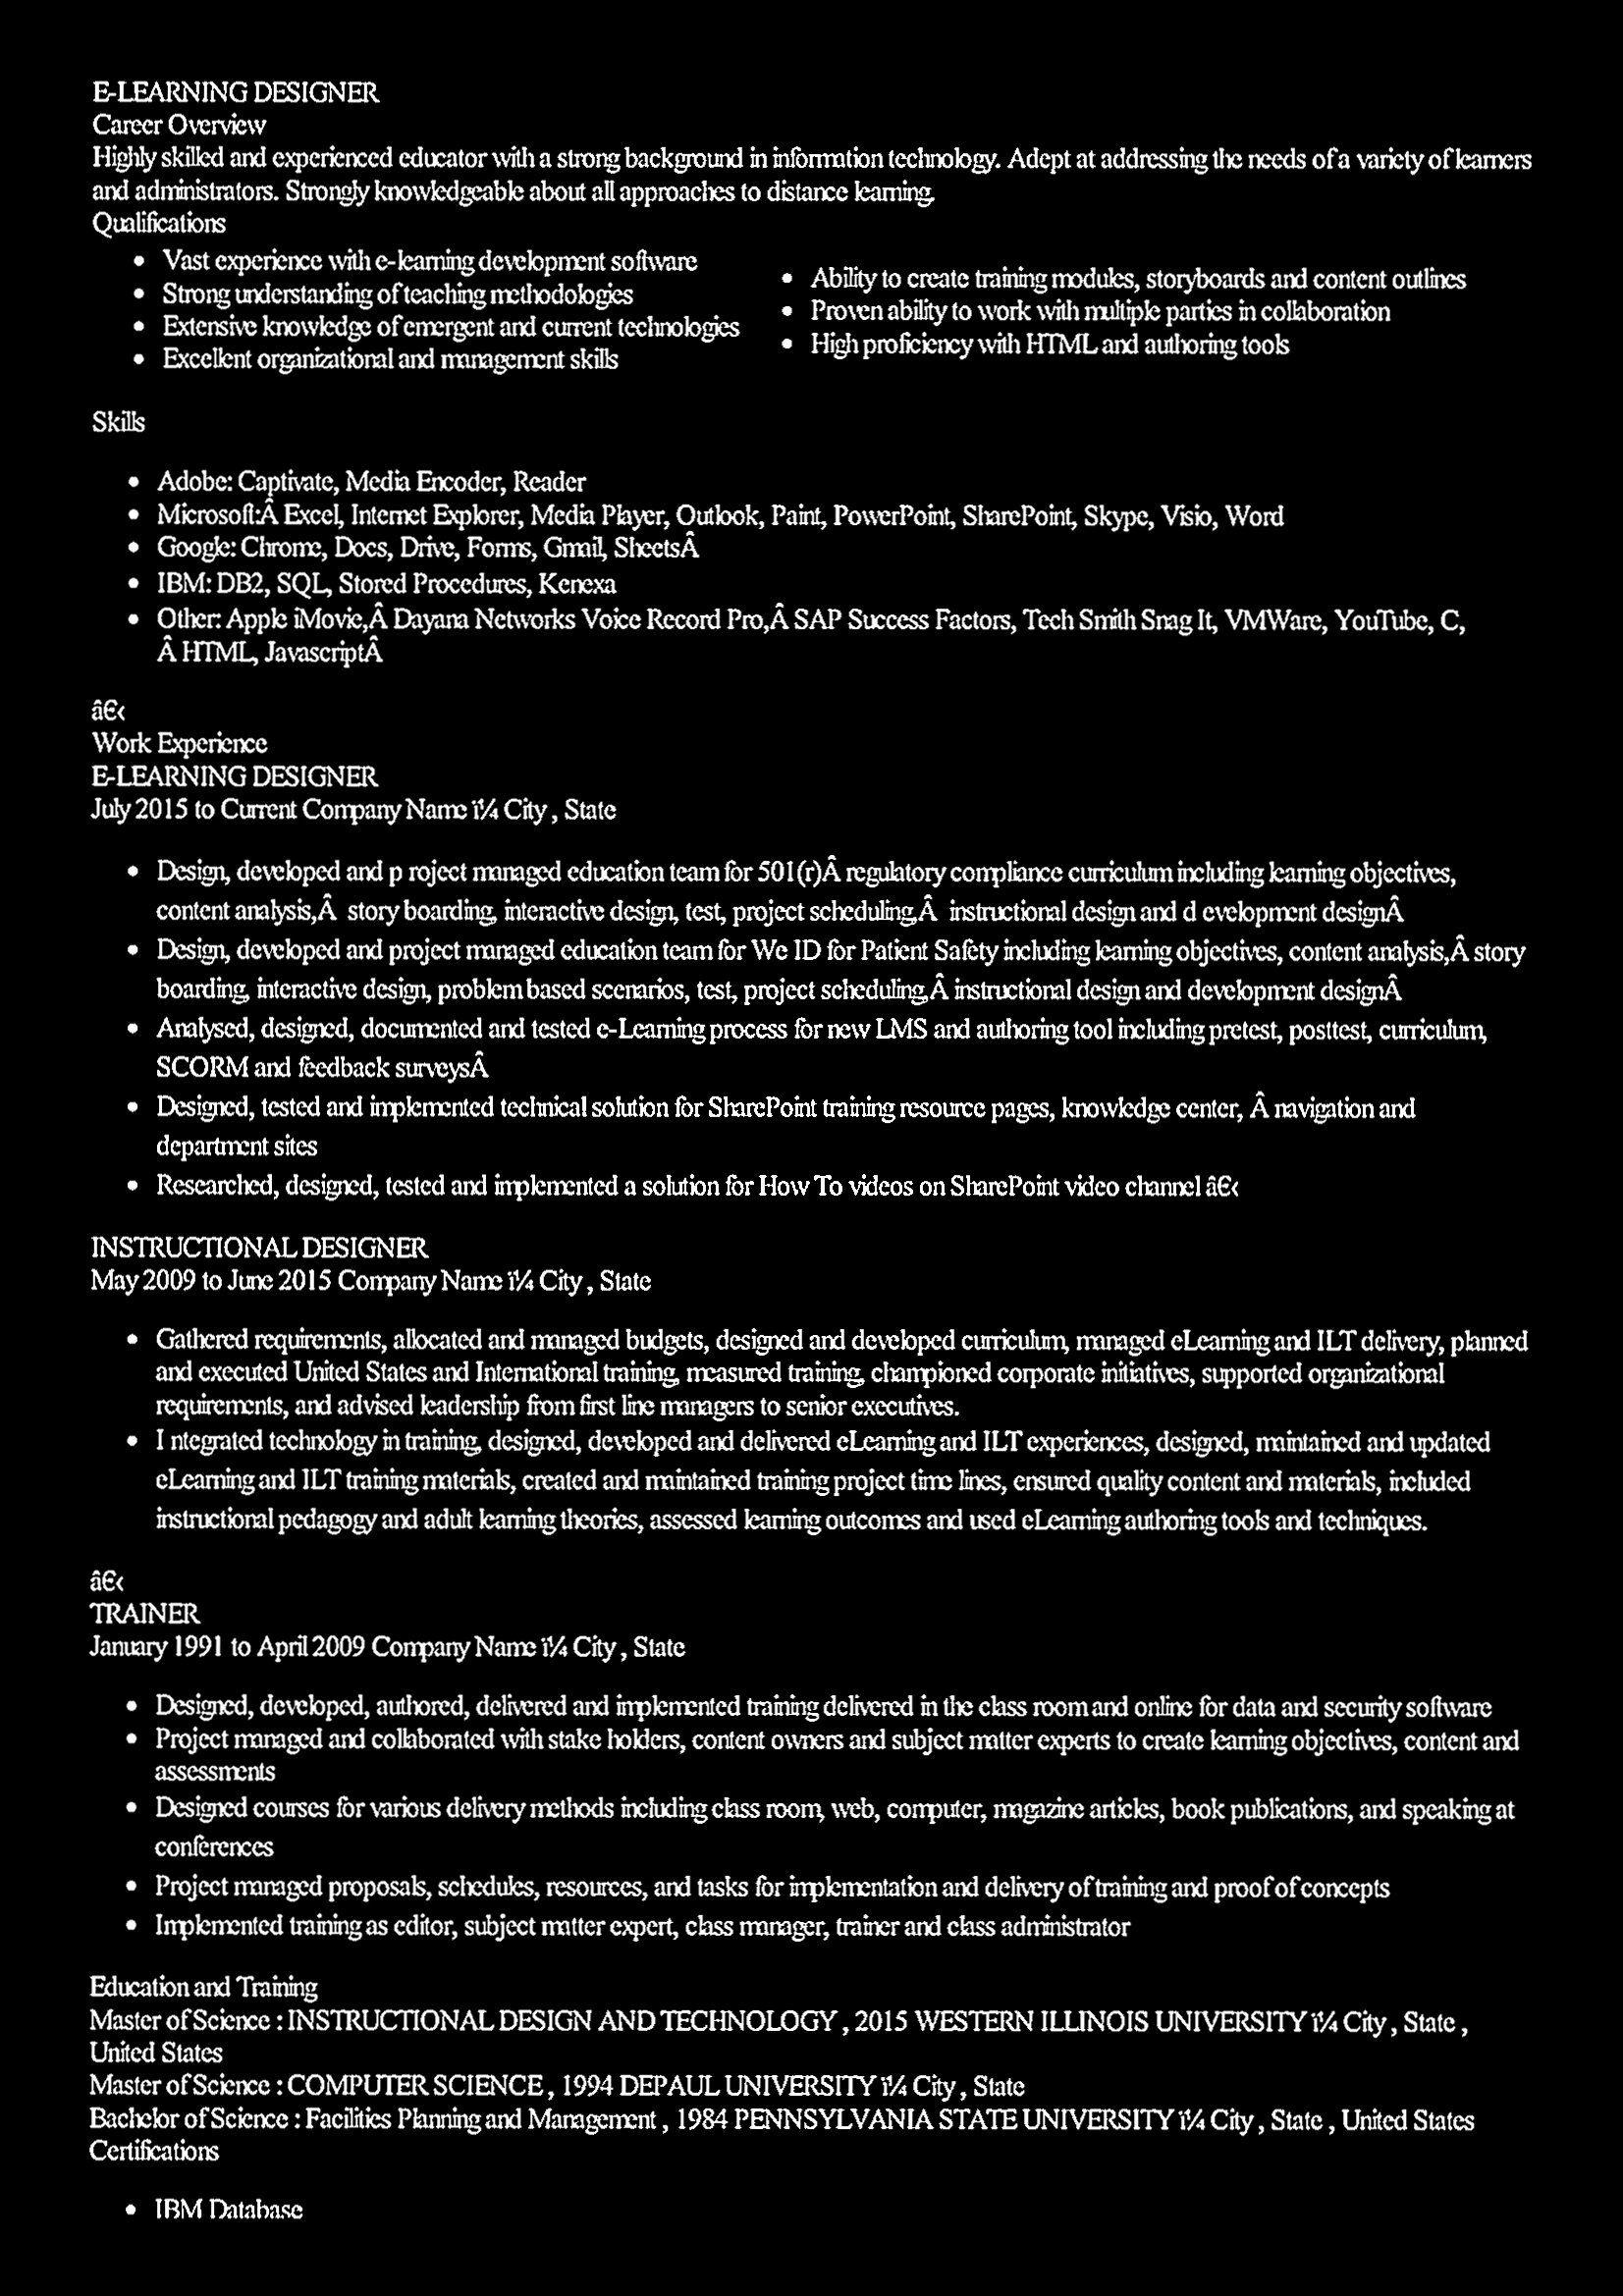 E-LEARNING DESIGNER
Career Overview
Highly skilled and experienced educator with a strong background in information technology. Adept at addressing the needs of a variety of learners
and administrators. Strongly knowledgeable about all approaches to distance learning.
Qualifications
• Vast experience with e-learning development software
• Strong understanding of teaching methodologies
• Extensive knowledge of emergent and current technologies
• Excellent organizational and management skills
• Ability to create training modules, storyboards and content outlines
• Proven ability to work with multiple parties in collaboration
• High proficiency with HTML and authoring tools
Skills
• Adobe: Captivate, Media Encoder, Reader
• Microsoft:Â Excel, Internet Explorer, Media Player, Outlook, Paint, PowerPoint, SharePoint, Skype, Visio, Word
• Google: Chrome, Docs, Drive, Forms, Gmail, SheetsÂ
• IBM: DB2, SQL, Stored Procedures, Kenexa
• Other: Apple iMovie,Â Dayana Networks Voice Record Pro,Â SAP Success Factors, Tech Smith Snag It, VMWare, YouTube, C,
Â HTML, JavascriptÂ
â€‹
Work Experience
E-LEARNING DESIGNER
July 2015 to Current Company Name ï¼ City , State
• Design, developed and p roject managed education team for 501(r)Â regulatory compliance curriculum including learning objectives,
content analysis,Â story boarding, interactive design, test, project scheduling,Â instructional design and d evelopment designÂ
• Design, developed and project managed education team for We ID for Patient Safety including learning objectives, content analysis,Â story
boarding, interactive design, problem based scenarios, test, project scheduling,Â instructional design and development designÂ
• Analysed, designed, documented and tested e-Learning process for new LMS and authoring tool including pretest, posttest, curriculum,
SCORM and feedback surveysÂ
• Designed, tested and implemented technical solution for SharePoint training resource pages, knowledge center, Â navigation and
department sites
• Researched, designed, tested and implemented a solution for How To videos on SharePoint video channel â€‹
INSTRUCTIONAL DESIGNER
May 2009 to June 2015 Company Name ï¼ City , State
• Gathered requirements, allocated and managed budgets, designed and developed curriculum, managed eLearning and ILT delivery, planned
and executed United States and International training, measured training, championed corporate initiatives, supported organizational
requirements, and advised leadership from first line managers to senior executives.
• I ntegrated technology in training, designed, developed and delivered eLearning and ILT experiences, designed, maintained and updated
eLearning and ILT training materials, created and maintained training project time lines, ensured quality content and materials, included
instructional pedagogy and adult learning theories, assessed learning outcomes and used eLearning authoring tools and techniques.
â€‹
TRAINER
January 1991 to April 2009 Company Name ï¼ City , State
• Designed, developed, authored, delivered and implemented training delivered in the class room and online for data and security software
• Project managed and collaborated with stake holders, content owners and subject matter experts to create learning objectives, content and
assessments
• Designed courses for various delivery methods including class room, web, computer, magazine articles, book publications, and speaking at
conferences
• Project managed proposals, schedules, resources, and tasks for implementation and delivery of training and proof of concepts
• Implemented training as editor, subject matter expert, class manager, trainer and class administrator
Education and Training
Master of Science : INSTRUCTIONAL DESIGN AND TECHNOLOGY , 2015 WESTERN ILLINOIS UNIVERSITY ï¼ City , State ,
United States
Master of Science : COMPUTER SCIENCE , 1994 DEPAUL UNIVERSITY ï¼ City , State
Bachelor of Science : Facilities Planning and Management , 1984 PENNSYLVANIA STATE UNIVERSITY ï¼ City , State , United States
Certifications
• IBM Database